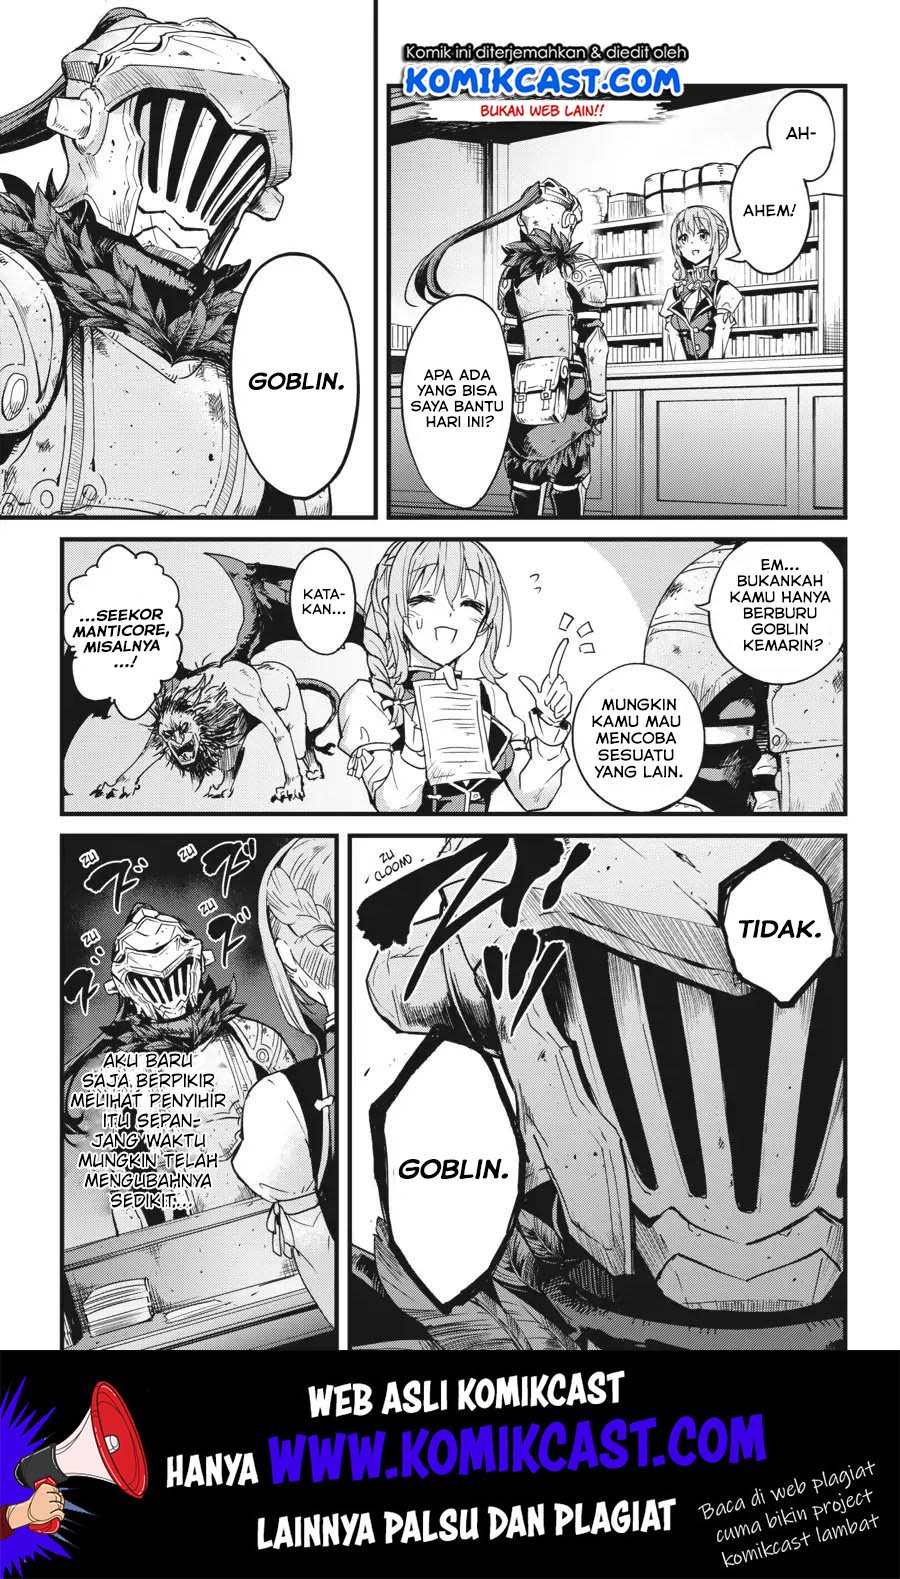 Komik ini diterjemahkan & diedit oleh
KOMIKCAST.COM
BUKAN WEB LAIN!!
AH-
AHEM!
APA ADA
YANG BISA
SAYA BANTU
HARI INI?
GOBLIN.
EM...
BUKANKAH
KAMU HANYA
BERBURU
GOBLIN
KEMARIN?
MUNGKIN
KAMU MAU
MENCOBA
SESUATU
YANG LAIN.
KATA-
KAN...
...SEEKOR
MANTICORE,
MISALNYA
...!
ZU
(LOOM)
TIDAK.
GOBLIN.
ZU
ZU
ZU
ZU
AKU BARU
SAJA BERPIKIR
MELIHAT PENYIHIR
ITU SEPAN-
JANG WAKTU
MUNGKIN TELAH
MENGUBAHNYA
SEDIKIT....
WEB ASLI KOMIKCAST
HANYA WWW.KOMIKCAST.COM
LAINNYA PALSU DAN PLAGIAT
Baca di web plagiat
cuma bikin project
komikcast lambat